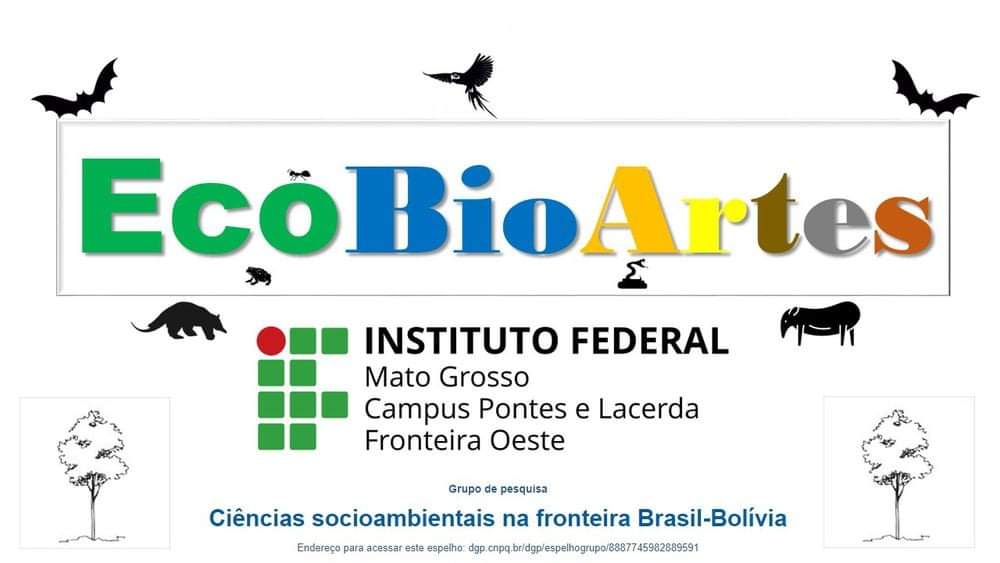 EcoBioArtes
INSTITUTO FEDERAL
Mato Grosso
Campus Pontes e Lacerda
Fronteira Oeste
Grupo de pesquisa
Ciências socioambientais na fronteira Brasil-Bolívia
Endereço para acessar este espelho: dgp.cnpq.br/dgp/espelhogrupo/8887745982889591